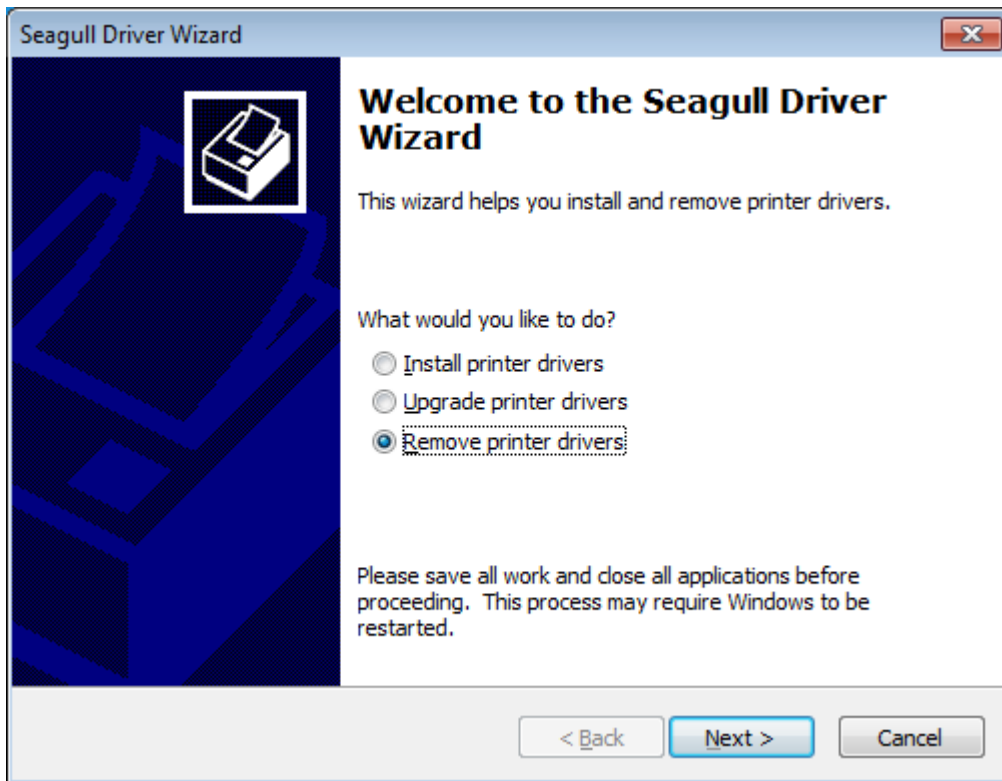 Seagull Driver Wizard
Welcome to the Seagull Driver
Wizard
This wizard helps you install and remove printer drivers.
What would you like to do?
Install printer drivers
Upgrade printer drivers
Remove printer drivers
Please save all work and close all applications before
proceeding.  This process may require Windows to be
restarted.
< Back
Next >
Cancel